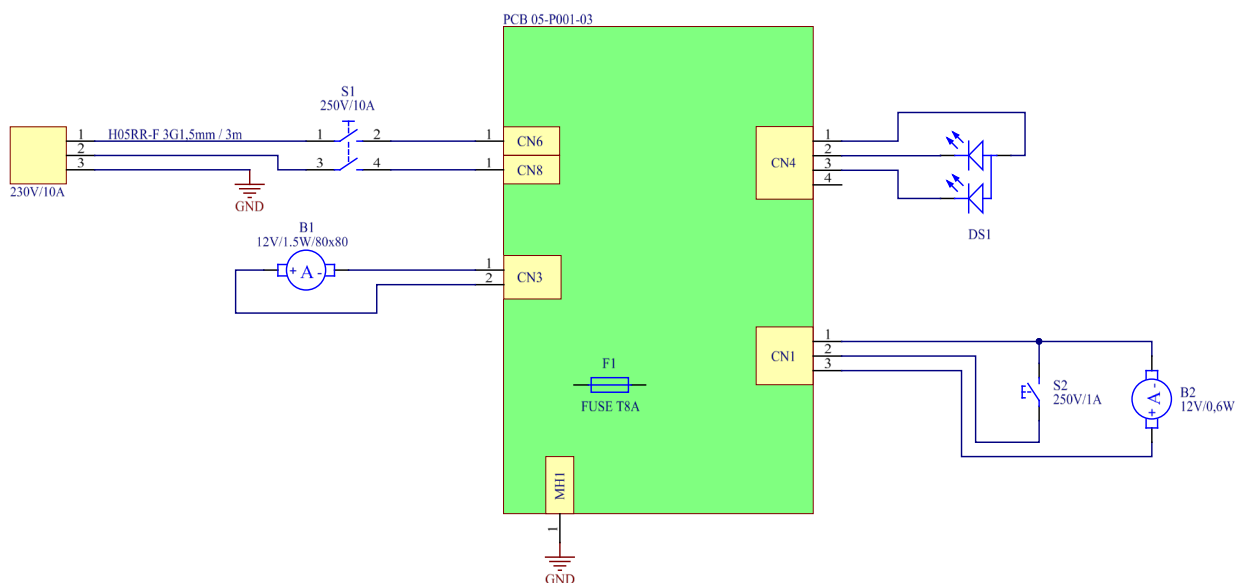 PCB 05-P001-03
S1
250V/10A
1
H05RR-F 3G1,5mm / 3m
1
2
1
CN6
2
3
3
4
1
CN8
230V/10A
GND
1
2
3
4
CN4
DS1
B1
12V/1.5W/80x80
+ A -
1
2
CN3
1
2
3
CN1
F1
FUSE T8A
S2
250V/1A
+ A -
B2
12V/0,6W
MH1
1
GND